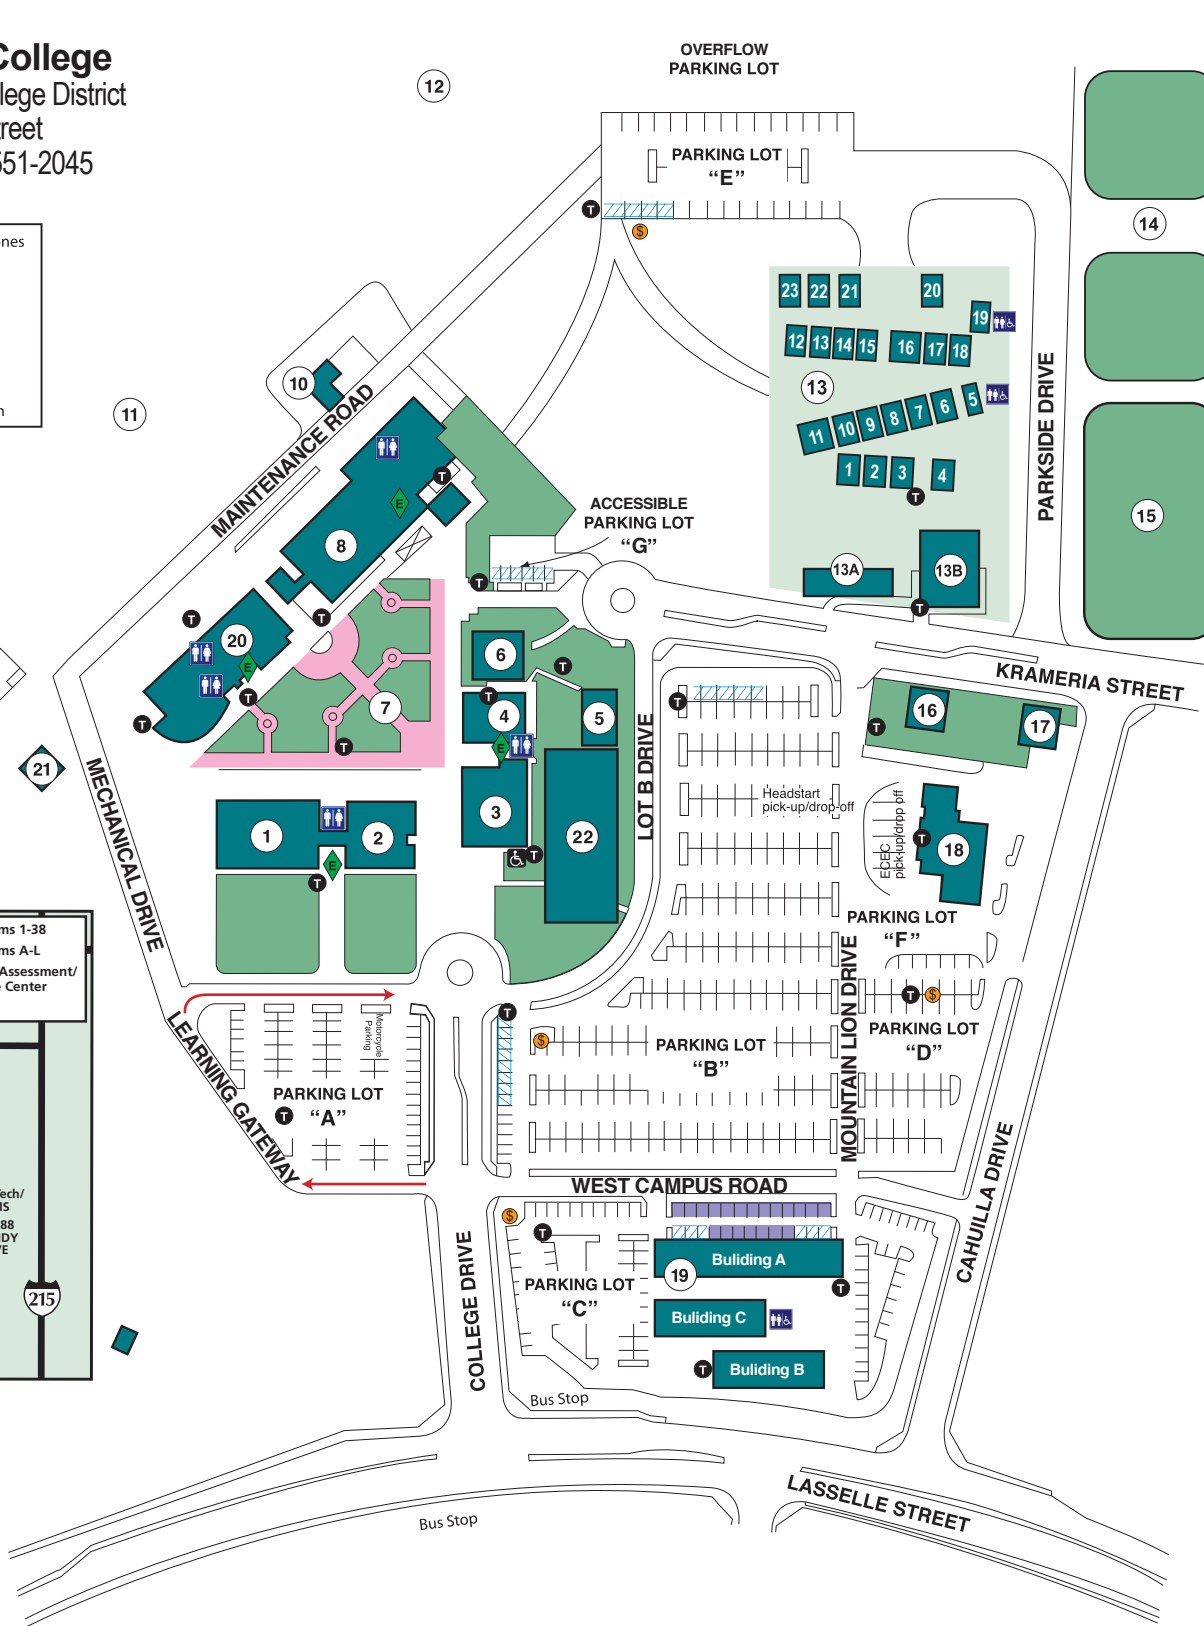 College
llege District
treet
551-2045
nes
n
12
OVERFLOW
PARKING LOT
PARKING LOT
“E”
T
$
14
23
22
21
20
19
12
13
14
15
16
17
18
13
5
6
7
8
9
10
11
1
2
3
4
T
15
PARKSIDE DRIVE
13A
13B
T
10
11
MAINTENANCE ROAD
T
E
8
ACCESSIBLE
PARKING LOT
“G”
T
T
T
20
E
T
T
7
T
6
T
T
4
5
E
3
T
22
LOT B DRIVE
KRAMERIA STREET
16
17
T
T
Headstart
pick-up/drop-off
ECEC
pick-up/drop off
T
18
21
MECHANICAL DRIVE
1
2
E
T
PARKING LOT
“F”
ms 1-38
ms A-L
Assessment/
e Center
LEARNING GATEWAY
Motorcycle
Parking
PARKING LOT
“A”
T
T
$
PARKING LOT
“B”
MOUNTAIN LION DRIVE
T
$
PARKING LOT
“D”
CAHUILLA DRIVE
WEST CAMPUS ROAD
Tech/
IS
88
IDY
VE
215
COLLEGE DRIVE
$
T
PARKING LOT
“C”
Buliding A
19
T
Buliding C
T
Buliding B
Bus Stop
LASSELLE STREET
Bus Stop